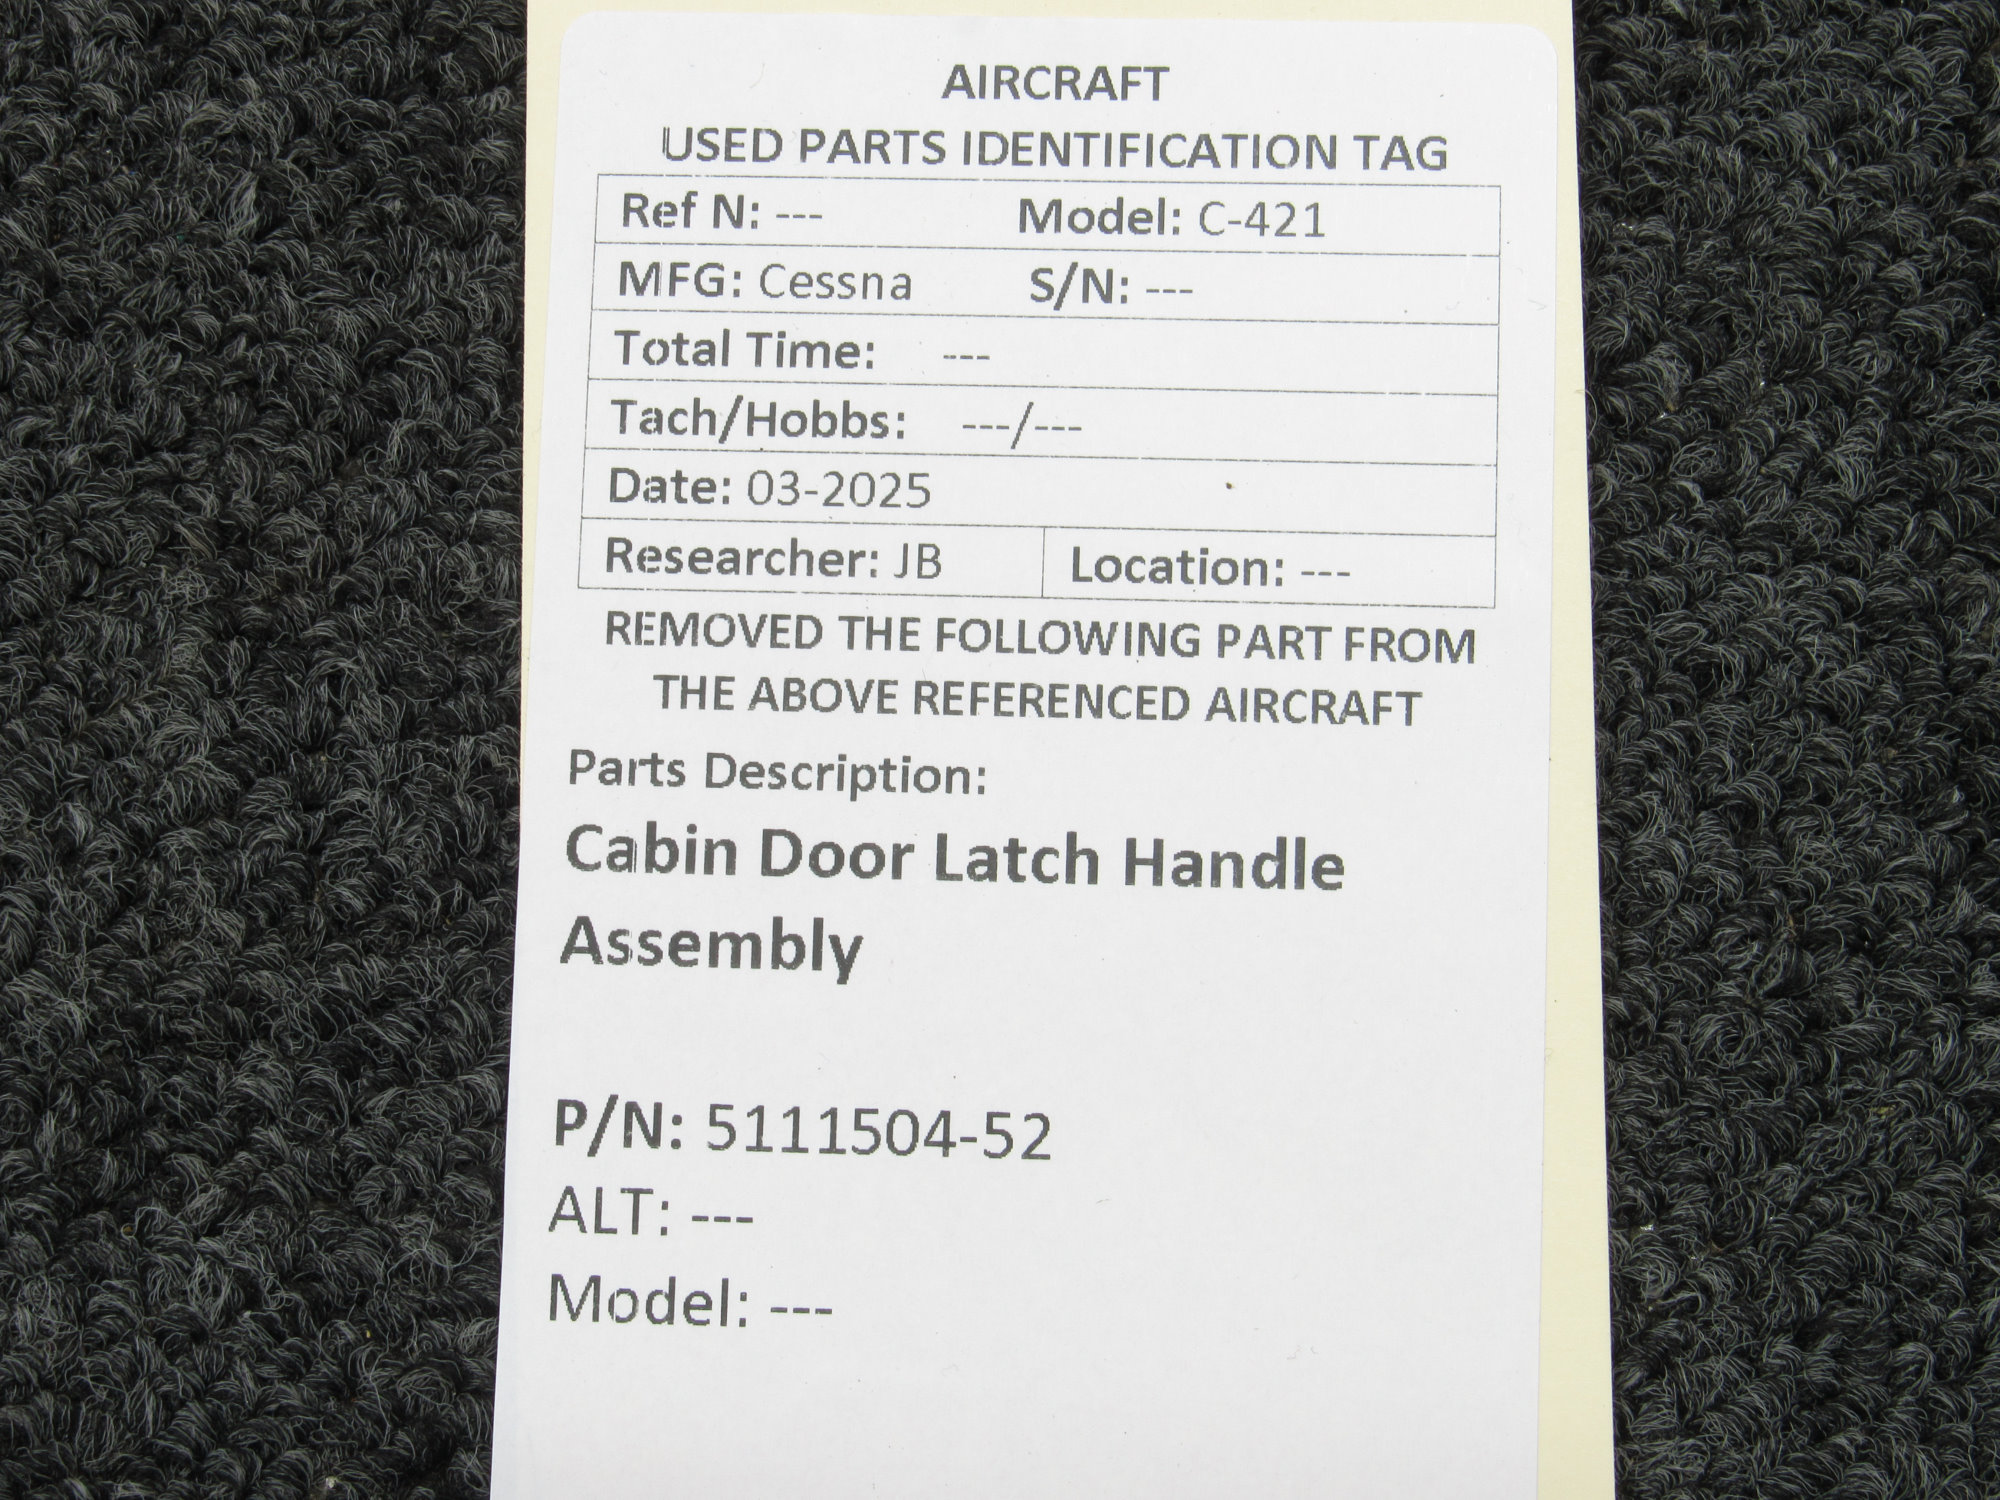 AIRCRAFT
USED PARTS IDENTIFICATION TAG
Ref N: --- Model: C-421
MFG: Cessna S/N: ---
Total Time: ---
Tach/Hobbs: ---/---
Date: 03-2025
Researcher: JB Location: ---
REMOVED THE FOLLOWING PART FROM
THE ABOVE REFERENCED AIRCRAFT
Parts Description:
Cabin Door Latch Handle
Assembly
P/N: 5111504-52
ALT: ---
Model: ---